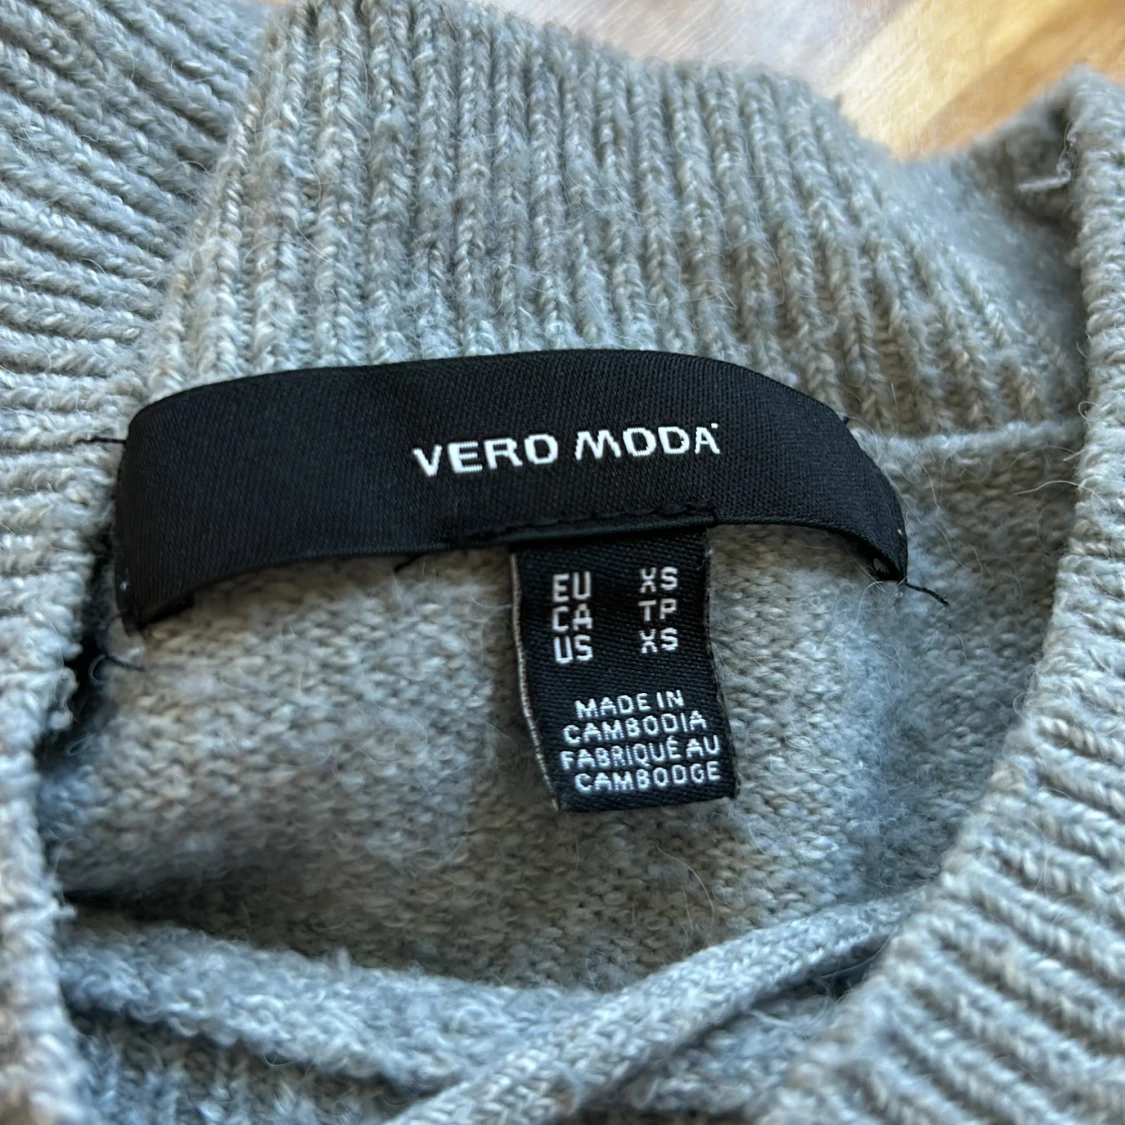 VERO MODA
EU XS
CA TP
US XS
MADE IN
CAMBODIA
FABRIQUÉ AU
CAMBODGE